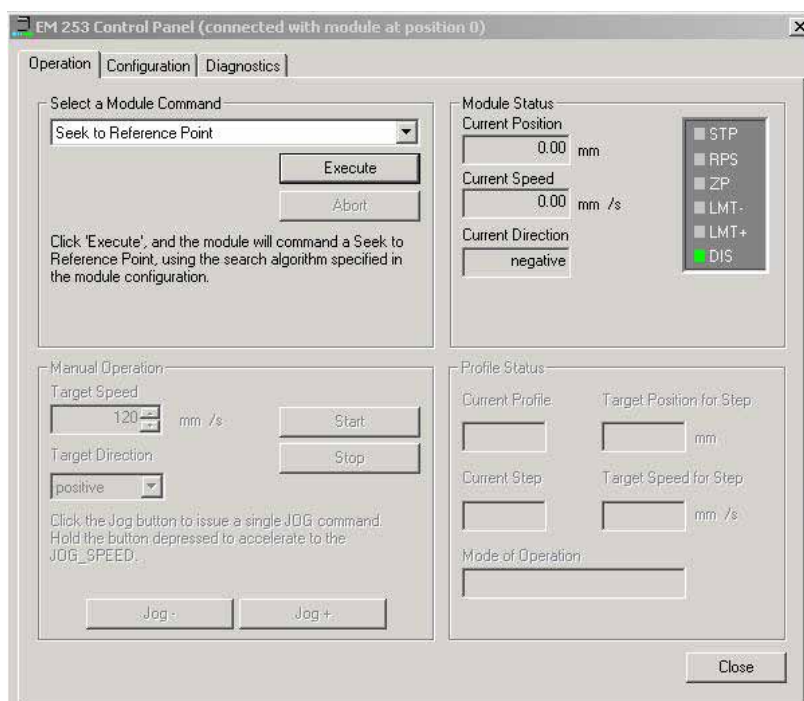 EM 253 Control Panel (connected with module at position 0)
Operation
Configuration
Diagnostics
Select a Module Command
Seek to Reference Point
Execute
Abort
Click 'Execute', and the module will command a Seek to
Reference Point, using the search algorithm specified in
the module configuration.
Module Status
Current Position
0.00 mm
Current Speed
0.00 mm /s
Current Direction
negative
STP
RPS
ZP
LMT-
LMT+
DIS
Manual Operation
Target Speed
120 mm /s
Start
Target Direction
Stop
positive
Click the Jog button to issue a single JOG command.
Hold the button depressed to accelerate to the
JOG_SPEED.
Jog -
Jog +
Profile Status
Current Profile
Target Position for Step
mm
Current Step
Target Speed for Step
mm /s
Mode of Operation
Close